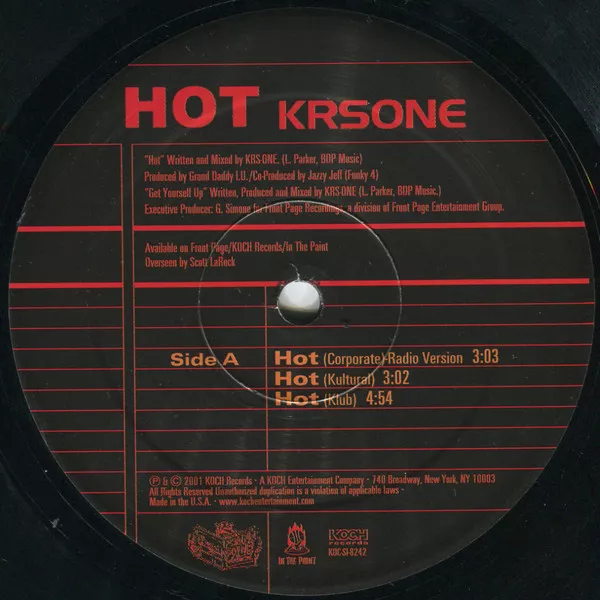 HOT KRSONE
"Hot" Written and Mixed by KRS-ONE. (L. Parker, BDP Music)
Produced by Grand Daddy I.U./Co-Produced by Jazzy Jeff (Funky 4)
"Get Yourself Up" Written, Produced and Mixed by KRS-ONE (L. Parker, BDP Music.)
Executive Producer: G. Simone for Front Page Recordings, a division of Front Page Entertainment Group.
Available on Front Page/KOCH Records/In The Paint
Overseen by Scott LaRock
Side A
Hot (Corporate) Radio Version 3:03
Hot (Kultural) 3:02
Hot (Klub) 4:54
℗ & © 2001 KOCH Records • A KOCH Entertainment Company • 740 Broadway, New York, NY 10003
All Rights Reserved Unauthorized duplication is a violation of applicable laws •
Made in the U.S.A. • www.kochentertainment.com
IN THE PAINT
KOCH
records
KOC-SI-8242